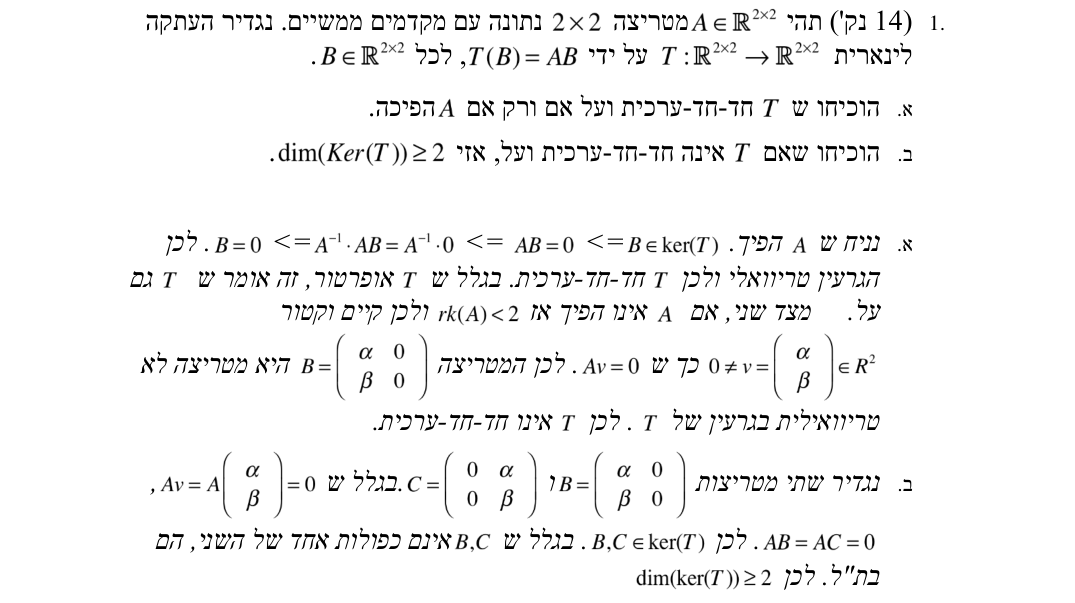 1. (14 נק') תהי A ∈ ℝ^{2×2} מטריצה 2×2 נתונה עם מקדמים ממשיים. נגדיר העתקה
לינארית T : ℝ^{2×2} → ℝ^{2×2} על ידי T(B) = AB, לכל B ∈ ℝ^{2×2}.
א. הוכיחו ש T חד-חד-ערכית ועל אם ורק אם A הפיכה.
ב. הוכיחו שאם T אינה חד-חד-ערכית ועל, אזי dim(Ker(T)) ≥ 2.
א. נניח ש A הפיך. B ∈ ker(T) <= AB = 0 <= A^{-1}·AB = A^{-1}·0 <= B = 0. לכן
הגרעין טריוואלי ולכן T חד-חד-ערכית. בגלל ש T אופרטור, זה אומר ש T גם
על. מצד שני, אם A אינו הפיך אז rk(A) < 2 ולכן קיים וקטור
0 ≠ v = (α β) ∈ R^2 כך ש Av = 0. לכן המטריצה B = (α 0 β 0) היא מטריצה לא
טריוואילית בגרעין של T. לכן T אינו חד-חד-ערכית.
ב. נגדיר שתי מטריצות B = (α 0 β 0) ו C = (0 α 0 β). בגלל ש Av = A(α β) = 0,
AB = AC = 0. לכן B,C ∈ ker(T). בגלל ש B,C אינם כפולות אחד של השני, הם
בת"ל. לכן dim(ker(T)) ≥ 2